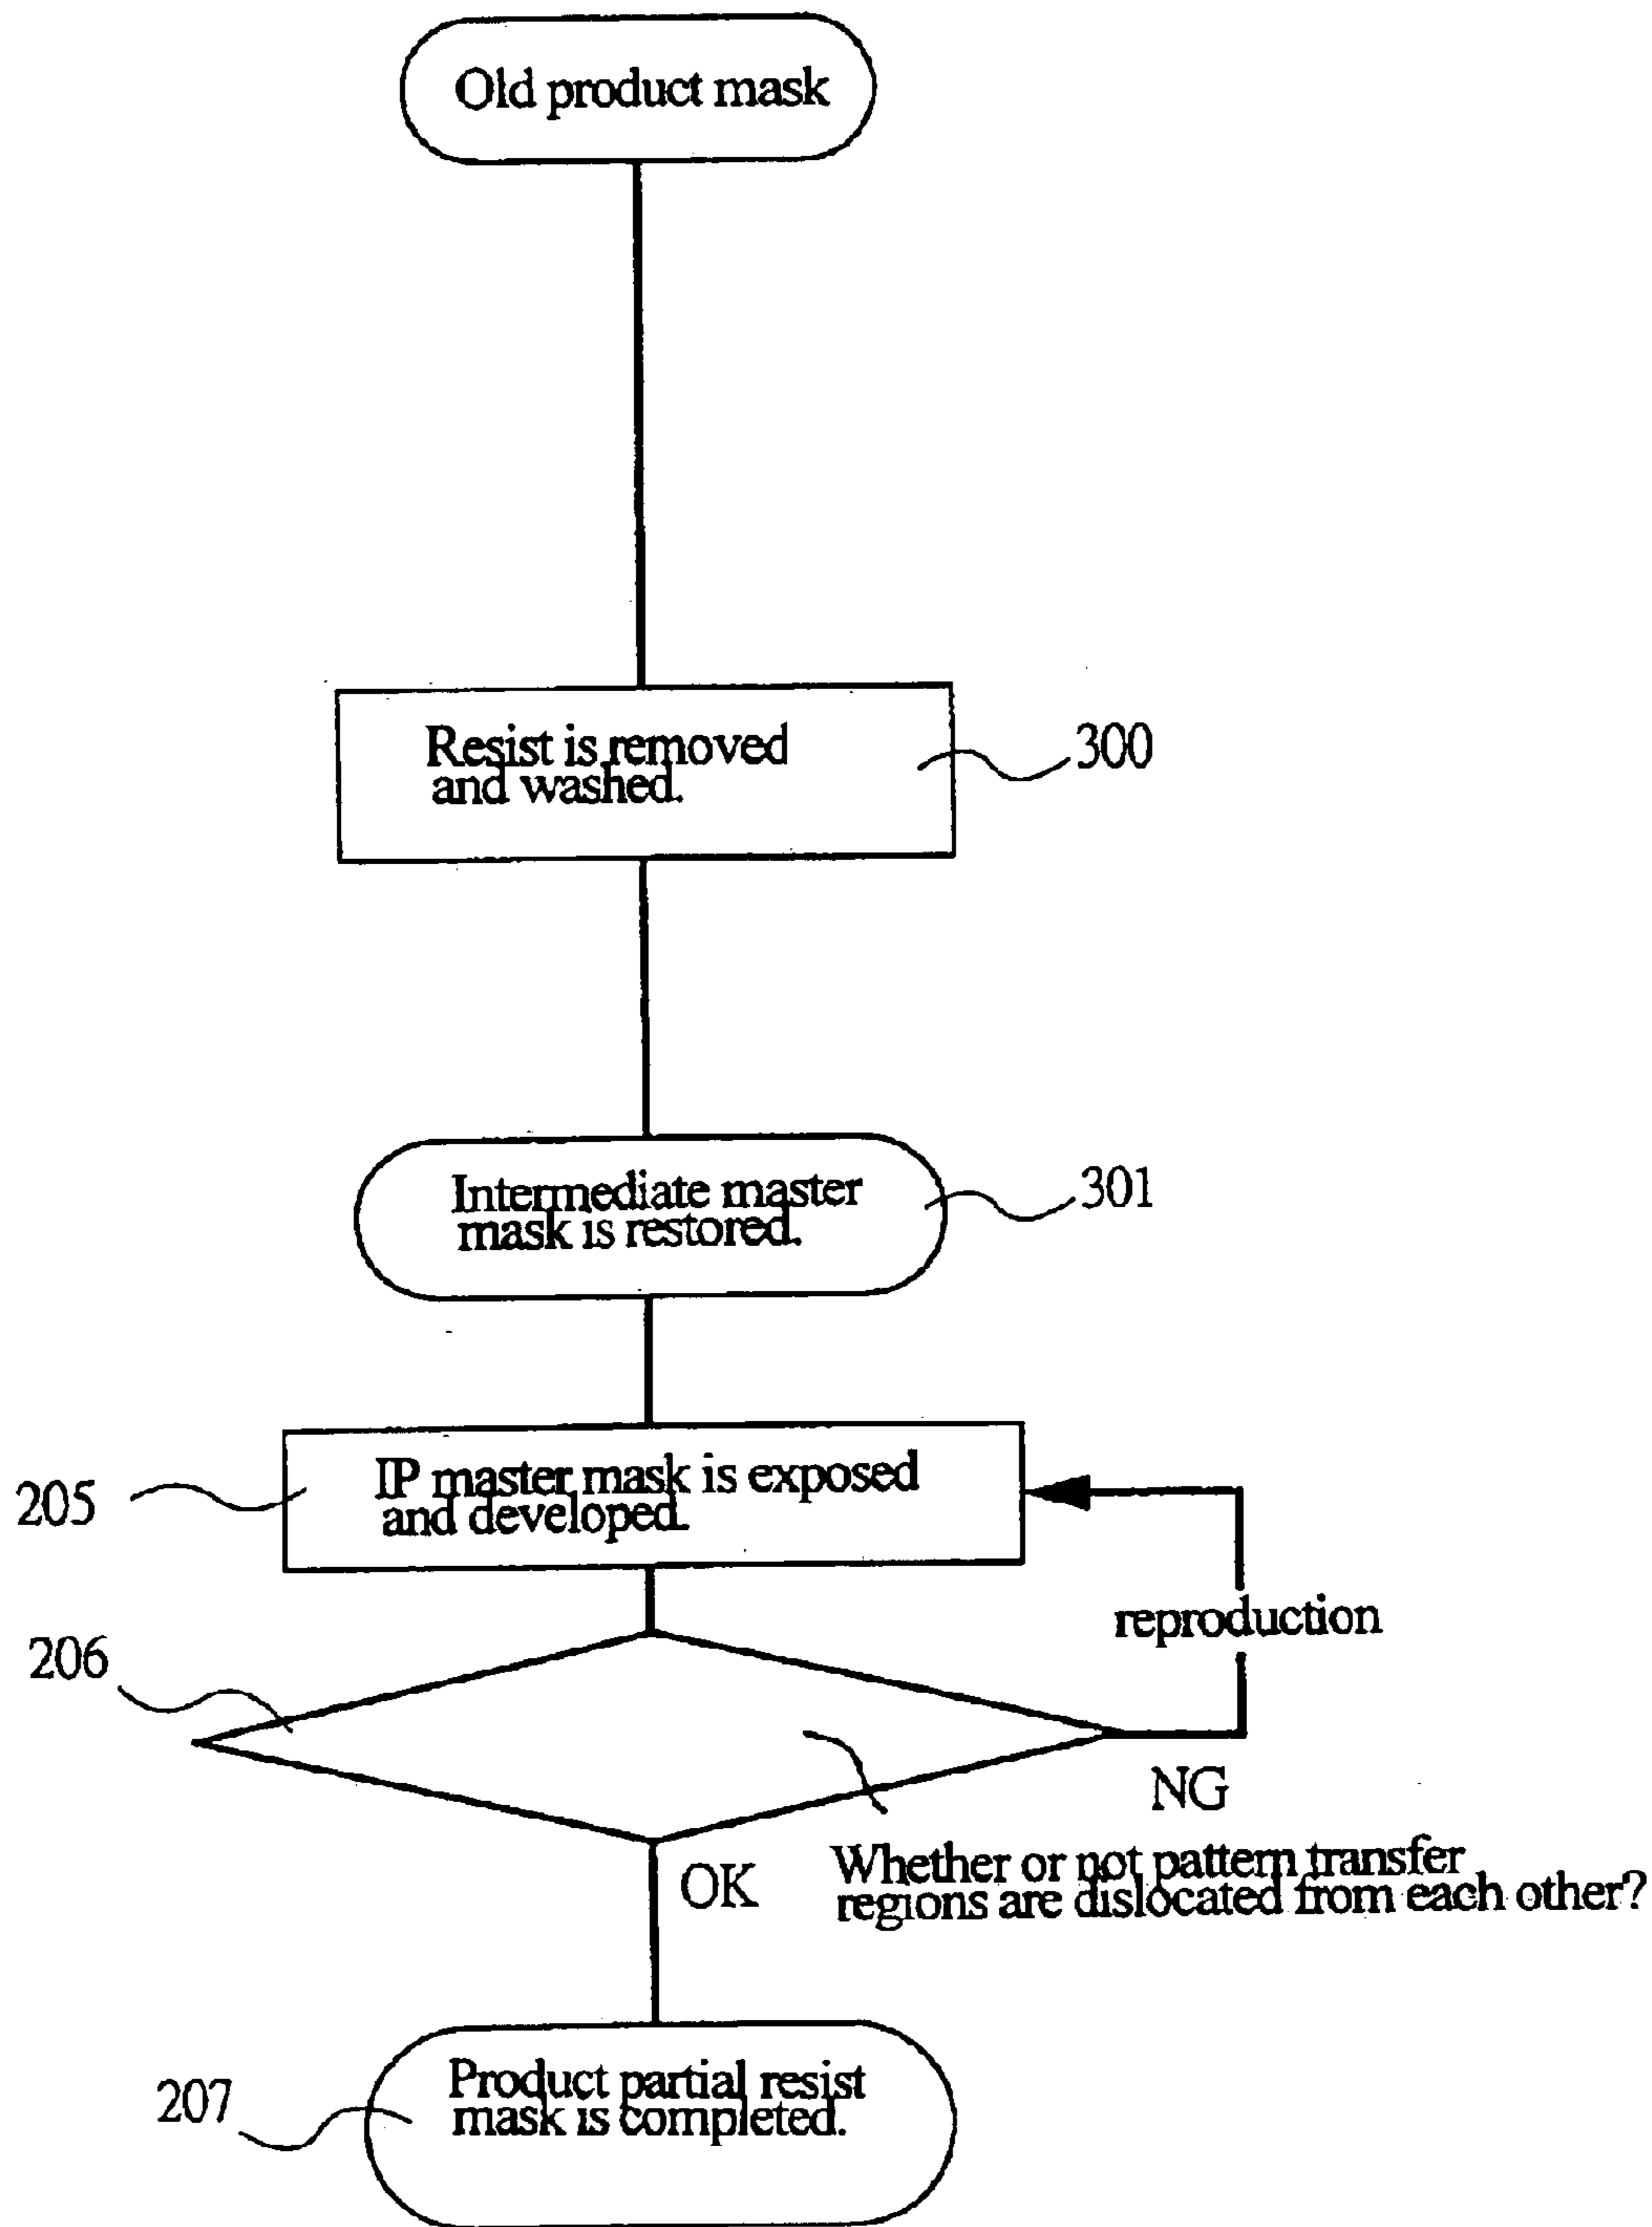 Old product mask
Resist is removed
and washed.
300
Intermediate master
mask is restored.
301
IP master mask is exposed
and developed.
205
reproduction
206
NG
OK
Whether or not pattern transfer
regions are dislocated from each other?
Product partial resist
mask is completed.
207